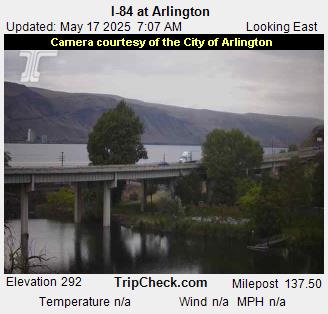 I-84 at Arlington
Updated: May 17 2025 7:07 AM Looking East
Camera courtesy of the City of Arlington
Elevation 292 TripCheck.com Milepost 137.50
Temperature n/a Wind n/a MPH n/a